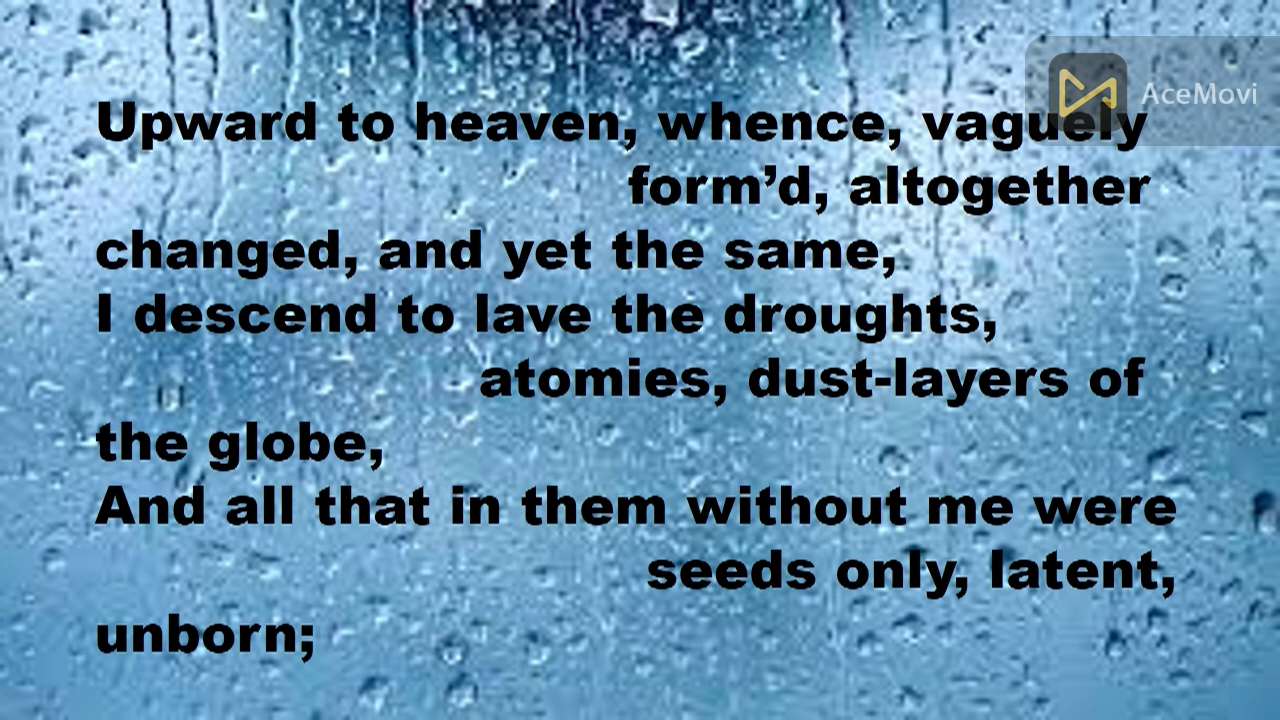 AceMovi
Upward to heaven, whence, vaguely
form’d, altogether
changed, and yet the same,
I descend to lave the droughts,
atomies, dust-layers of
the globe,
And all that in them without me were
seeds only, latent,
unborn;